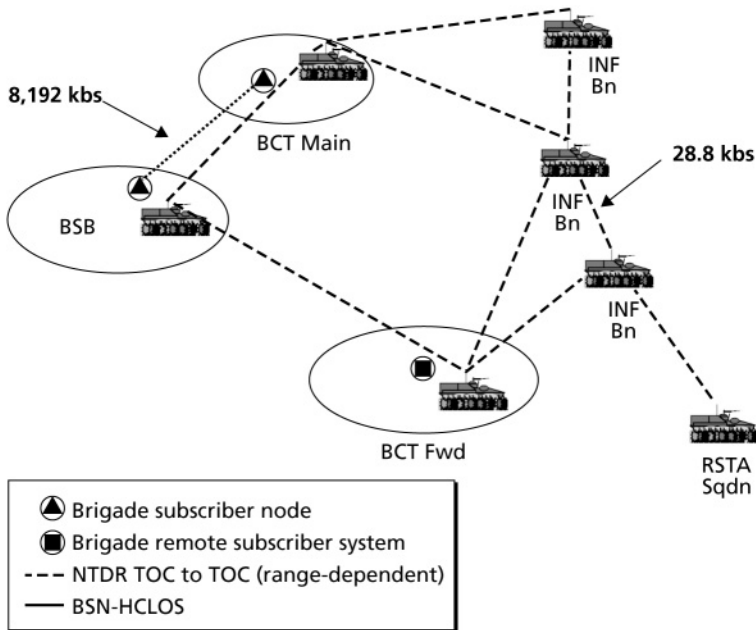 INF
Bn
8,192 kbs
BCT Main
28.8 kbs
INF
Bn
BSB
INF
Bn
BCT Fwd
RSTA
Sqdn
Brigade subscriber node
Brigade remote subscriber system
NTDR TOC to TOC (range-dependent)
BSN-HCLOS